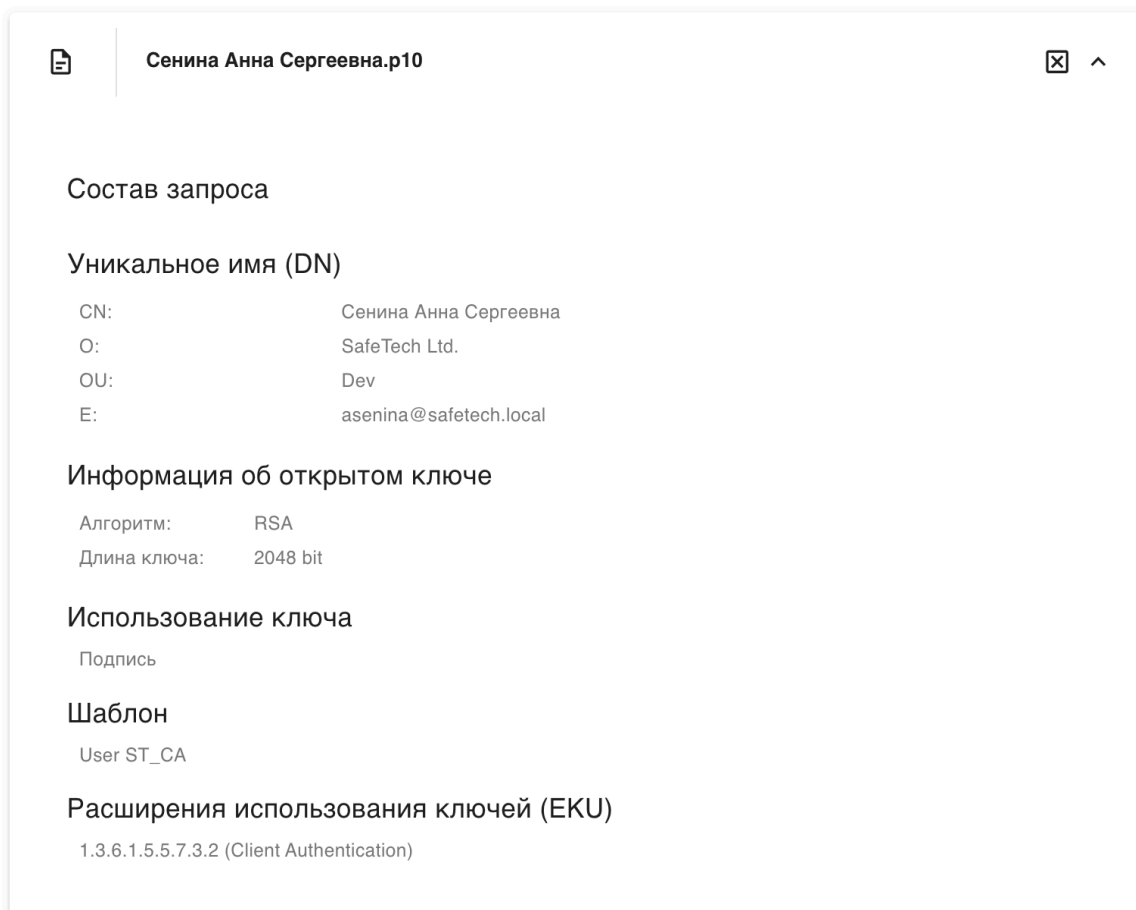 Сенина Анна Сергеевна.p10
Состав запроса
Уникальное имя (DN)
CN: Сенина Анна Сергеевна
O: SafeTech Ltd.
OU: Dev
E: asenina@safetech.local
Информация об открытом ключе
Алгоритм: RSA
Длина ключа: 2048 bit
Использование ключа
Подпись
Шаблон
User ST_CA
Расширения использования ключей (EKU)
1.3.6.1.5.5.7.3.2 (Client Authentication)